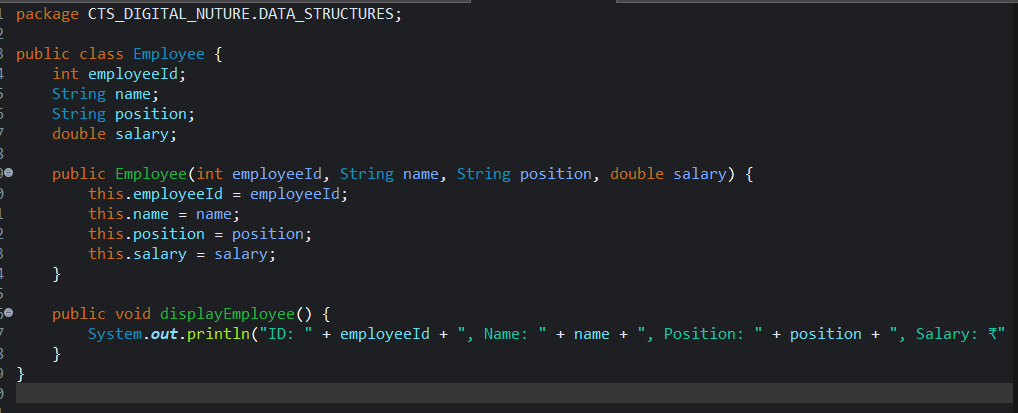 package CTS_DIGITAL_NUTURE.DATA_STRUCTURES;
public class Employee {
int employeeId;
String name;
String position;
double salary;
public Employee(int employeeId, String name, String position, double salary) {
this.employeeId = employeeId;
this.name = name;
this.position = position;
this.salary = salary;
}
public void displayEmployee() {
System.out.println("ID: " + employeeId + ", Name: " + name + ", Position: " + position + ", Salary: ₹"
}
}